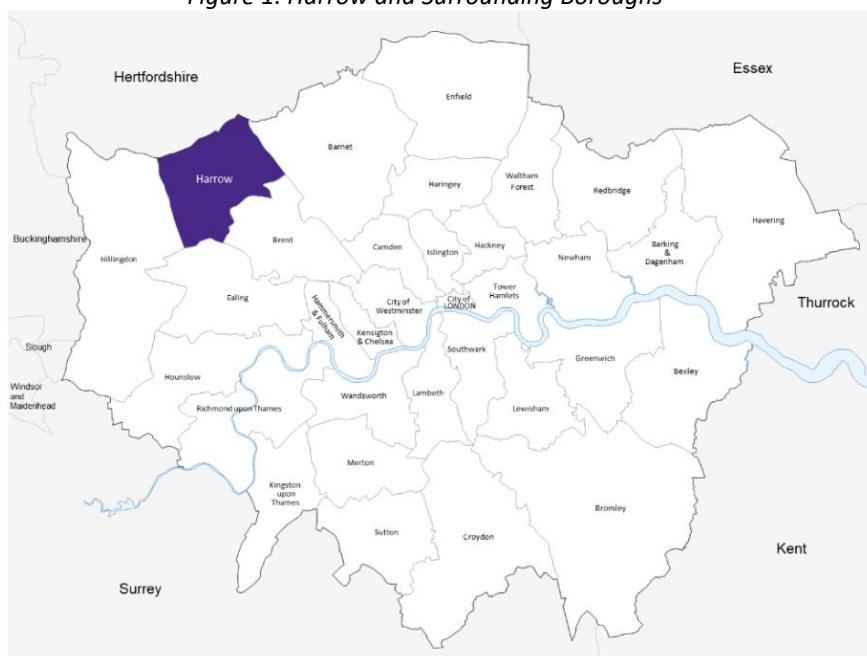 Figure 1: Harrow and Surrounding Boroughs
Hertfordshire
Essex
Enfield
Barnet
Harrow
Haringey
Waltham
Forest
Redbridge
Havering
Buckinghamshire
Hillingdon
Brent
Camden
Islington
Hackney
Newham
Barking
&
Dagenham
Ealing
Hammersmith
& Fulham
City of
Westminster
City of
LONDON
Tower
Hamlets
Thurrock
Kensigton
& Chelsea
Slough
Southwark
Greenwich
Bexley
Hounslow
Windsor
and
Maidenhead
Richmond upon Thames
Wandsworth
Lambeth
Lewisham
Merton
Kingston
upon
Thames
Bromley
Sutton
Croydon
Kent
Surrey